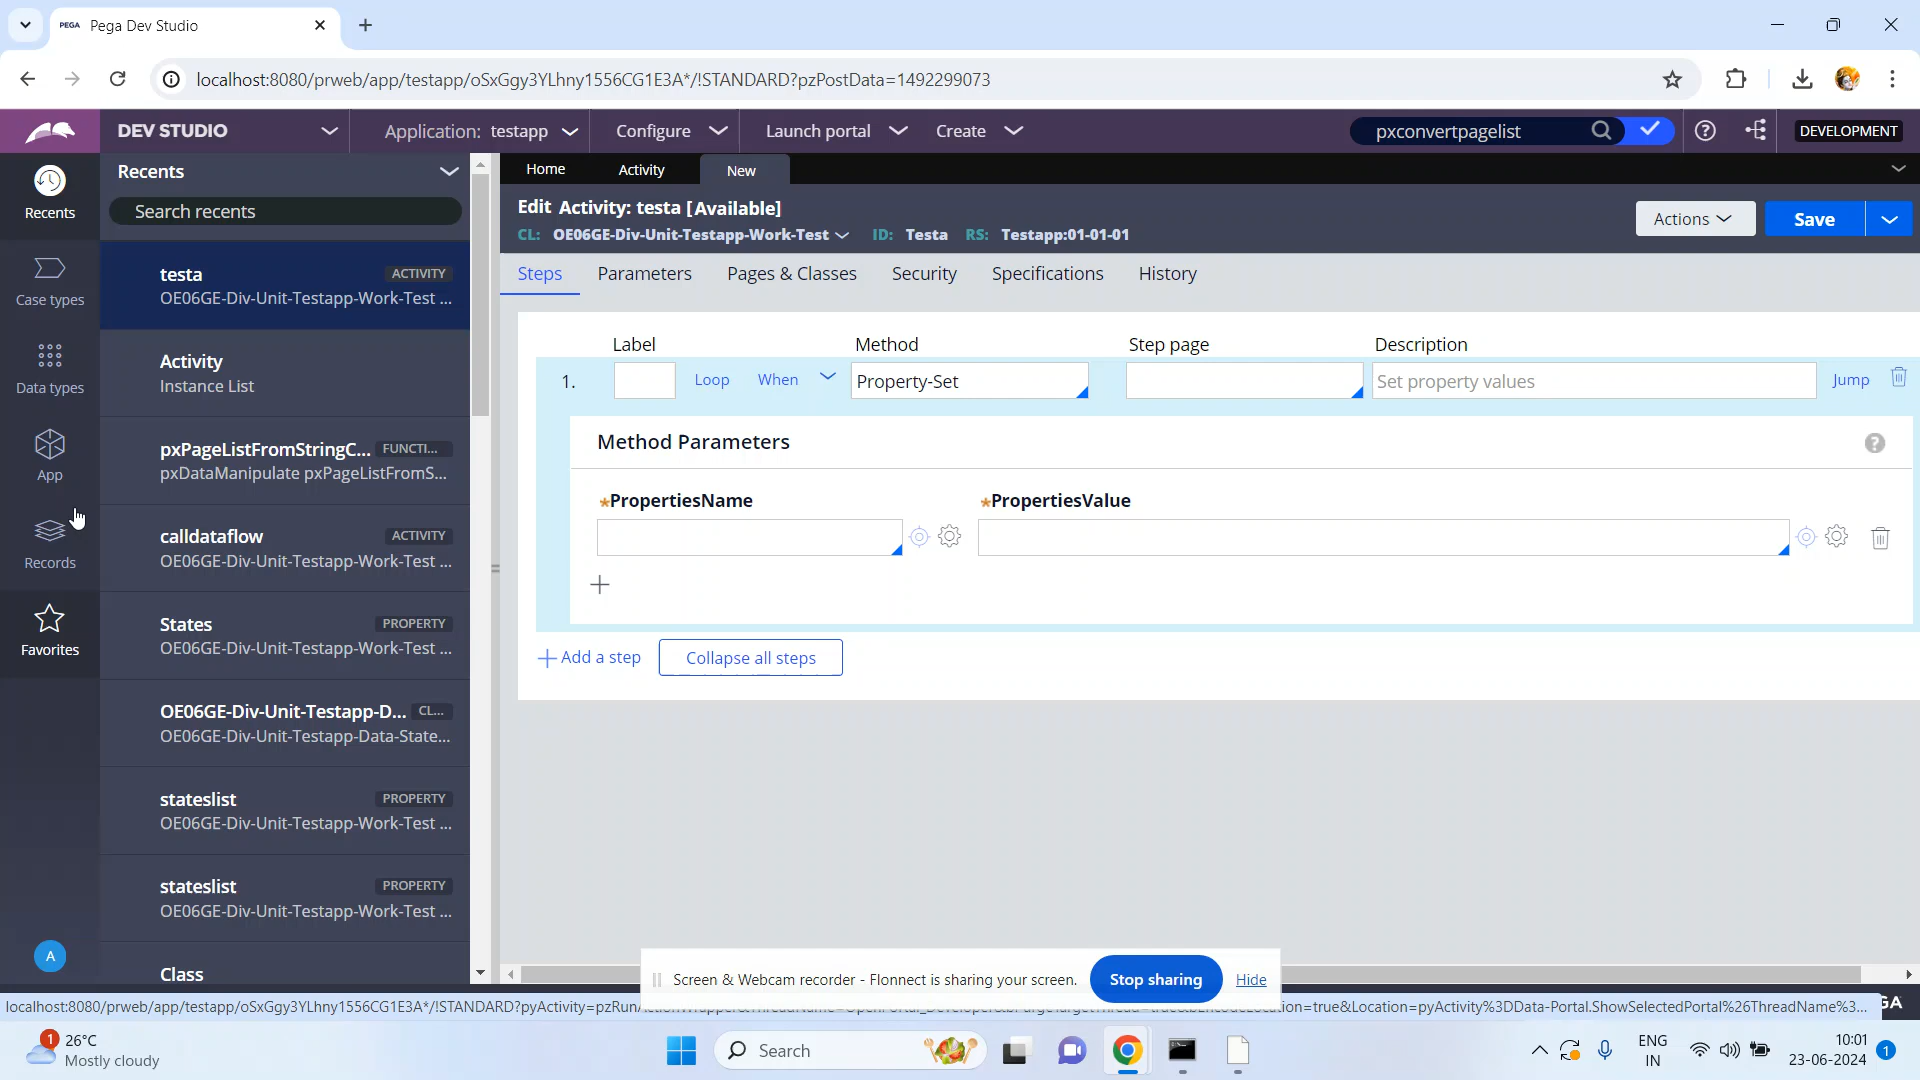 PEGA Pega Dev Studio
localhost:8080/prweb/app/testapp/oSxGgy3YLhny1556CG1E3A*/!STANDARD?pzPostData=1492299073
DEV STUDIO Application: testapp Configure Launch portal Create pxconvertpagelist DEVELOPMENT
Recents
Case types
Data types
App
Records
Favorites
A
Recents
Search recents
testa ACTIVITY
OE06GE-Div-Unit-Testapp-Work-Test ...
Activity
Instance List
pxPageListFromStringC... FUNCTI...
pxDataManipulate pxPageListFromS...
calldataflow ACTIVITY
OE06GE-Div-Unit-Testapp-Work-Test ...
States PROPERTY
OE06GE-Div-Unit-Testapp-Work-Test ...
OE06GE-Div-Unit-Testapp-D... CL...
OE06GE-Div-Unit-Testapp-Data-State...
stateslist PROPERTY
OE06GE-Div-Unit-Testapp-Work-Test ...
stateslist PROPERTY
OE06GE-Div-Unit-Testapp-Work-Test ...
Class
Home Activity New
Edit Activity: testa [Available]
CL: OE06GE-Div-Unit-Testapp-Work-Test ID: Testa RS: Testapp:01-01-01
Actions Save
Steps Parameters Pages & Classes Security Specifications History
Label Method Step page Description
1. Loop When Property-Set Set property values Jump
Method Parameters ?
*PropertiesName *PropertiesValue
Add a step Collapse all steps
Screen & Webcam recorder - Flonnect is sharing your screen. Stop sharing Hide
GA
26°C
Mostly cloudy
1
Search
ENG
IN
10:01
23-06-2024
1